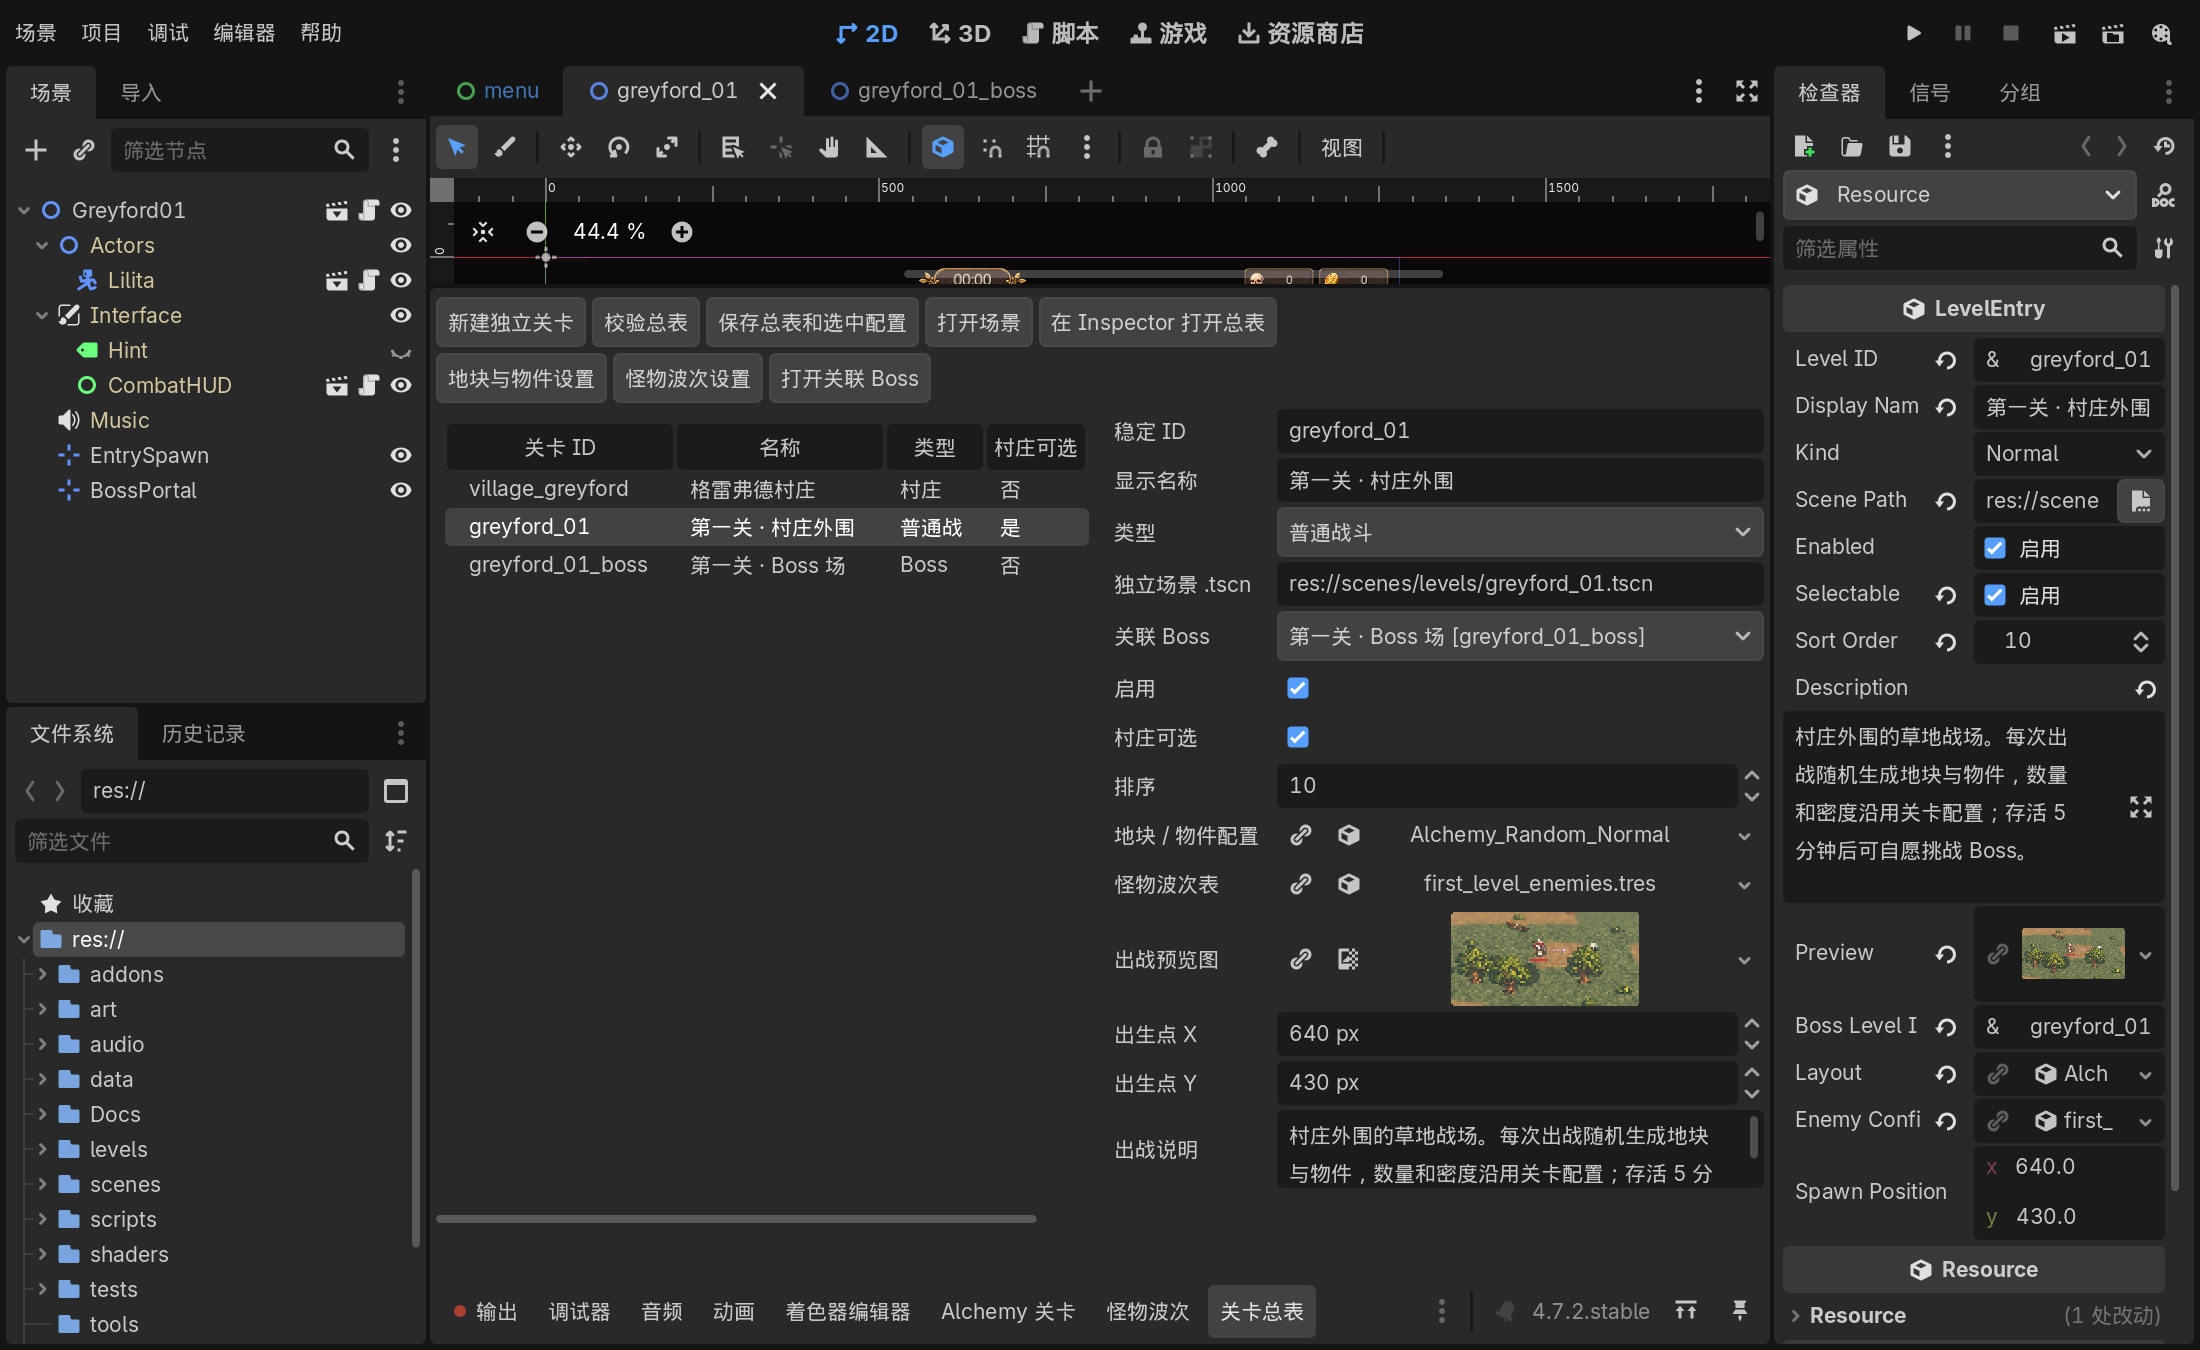 场景 项目 调试 编辑器 帮助
2D 3D 脚本 游戏 资源商店
场景 导入
筛选节点
Greyford01
Actors
Lilita
Interface
Hint
CombatHUD
Music
EntrySpawn
BossPortal
文件系统 历史记录
res://
筛选文件
收藏
res://
addons
art
audio
data
Docs
levels
scenes
scripts
shaders
tests
tools
menu greyford_01 greyford_01_boss
视图
0 500 1000 1500
0
44.4 %
00:00 0 0
新建独立关卡 校验总表 保存总表和选中配置 打开场景 在 Inspector 打开总表
地块与物件设置 怪物波次设置 打开关联 Boss
关卡 ID 名称 类型 村庄可选
village_greyford 格雷弗德村庄 村庄 否
greyford_01 第一关 · 村庄外围 普通战 是
greyford_01_boss 第一关 · Boss 场 Boss 否
稳定 ID greyford_01
显示名称 第一关 · 村庄外围
类型 普通战斗
独立场景 .tscn res://scenes/levels/greyford_01.tscn
关联 Boss 第一关 · Boss 场 [greyford_01_boss]
启用
村庄可选
排序 10
地块 / 物件配置 Alchemy_Random_Normal
怪物波次表 first_level_enemies.tres
出战预览图
出生点 X 640 px
出生点 Y 430 px
出战说明 村庄外围的草地战场。每次出战随机生成地块
与物件，数量和密度沿用关卡配置；存活 5 分
输出 调试器 音频 动画 着色器编辑器 Alchemy 关卡 怪物波次 关卡总表 4.7.2.stable
检查器 信号 分组
Resource
DOC
筛选属性
LevelEntry
Level ID & greyford_01
Display Nam 第一关 · 村庄外围
Kind Normal
Scene Path res://scene
Enabled 启用
Selectable 启用
Sort Order 10
Description
村庄外围的草地战场。每次出
战随机生成地块与物件，数量
和密度沿用关卡配置；存活 5
分钟后可自愿挑战 Boss。
Preview
Boss Level I & greyford_01
Layout Alch
Enemy Confi first_
Spawn Position x 640.0
y 430.0
Resource
Resource (1 处改动)